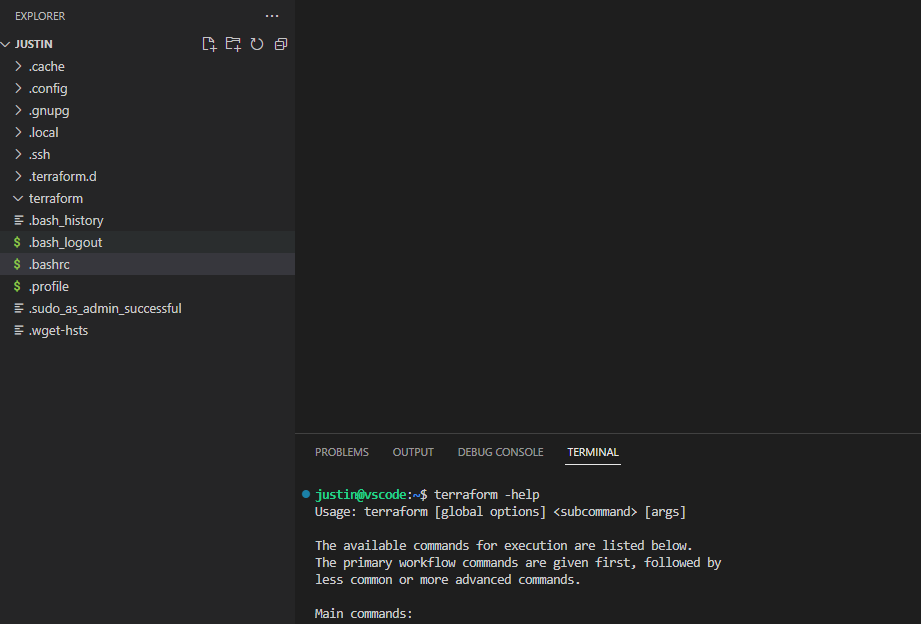 EXPLORER
JUSTIN
.cache
.config
.gnupg
.local
.ssh
.terraform.d
terraform
.bash_history
$ .bash_logout
$ .bashrc
$ .profile
.sudo_as_admin_successful
.wget-hsts
PROBLEMS OUTPUT DEBUG CONSOLE TERMINAL
justin@vscode:~$ terraform -help
Usage: terraform [global options] <subcommand> [args]
The available commands for execution are listed below.
The primary workflow commands are given first, followed by
less common or more advanced commands.
Main commands: